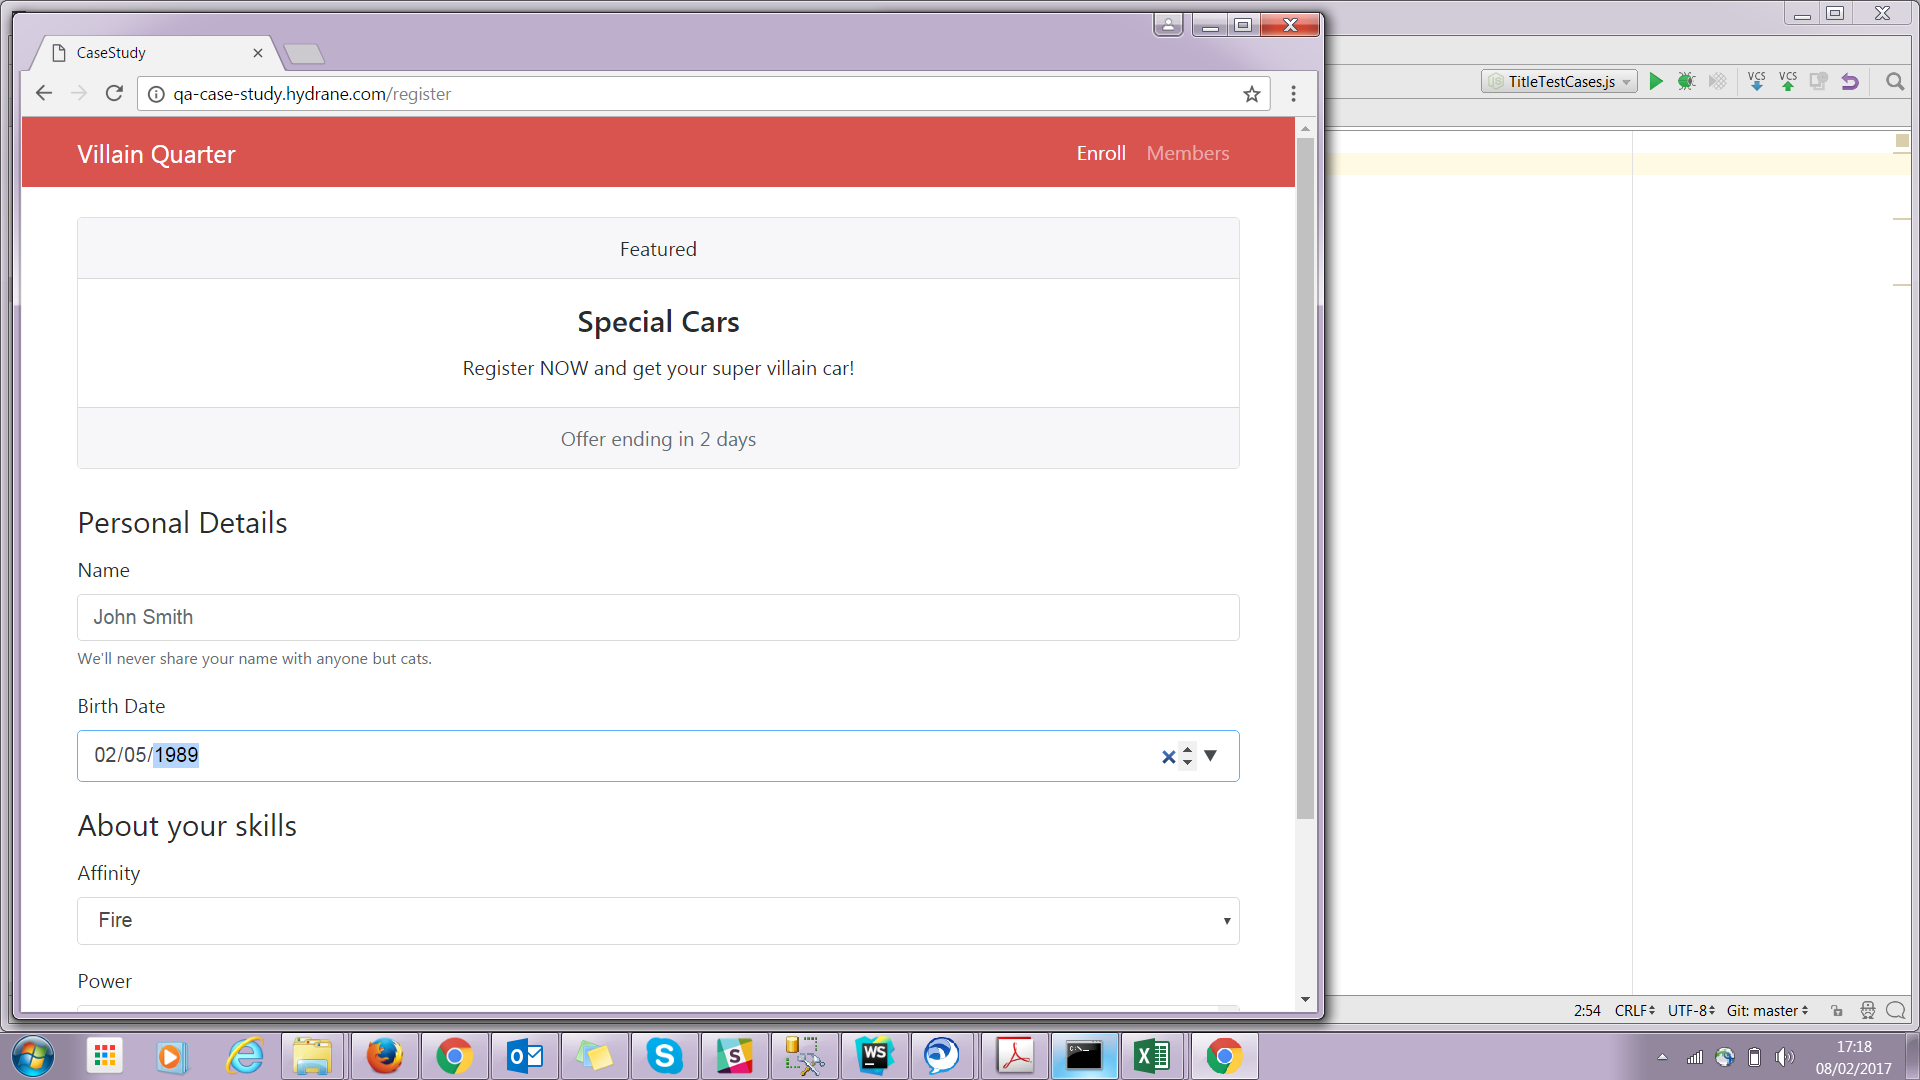 CaseStudy
qa-case-study.hydrane.com/register
TitleTestCases.js
VCS
VCS
Villain Quarter
Enroll
Members
Featured
Special Cars
Register NOW and get your super villain car!
Offer ending in 2 days
Personal Details
Name
John Smith
We'll never share your name with anyone but cats.
Birth Date
02/05/1989
About your skills
Affinity
Fire
Power
2:54
CRLF
UTF-8
Git: master
WS
17:18
08/02/2017